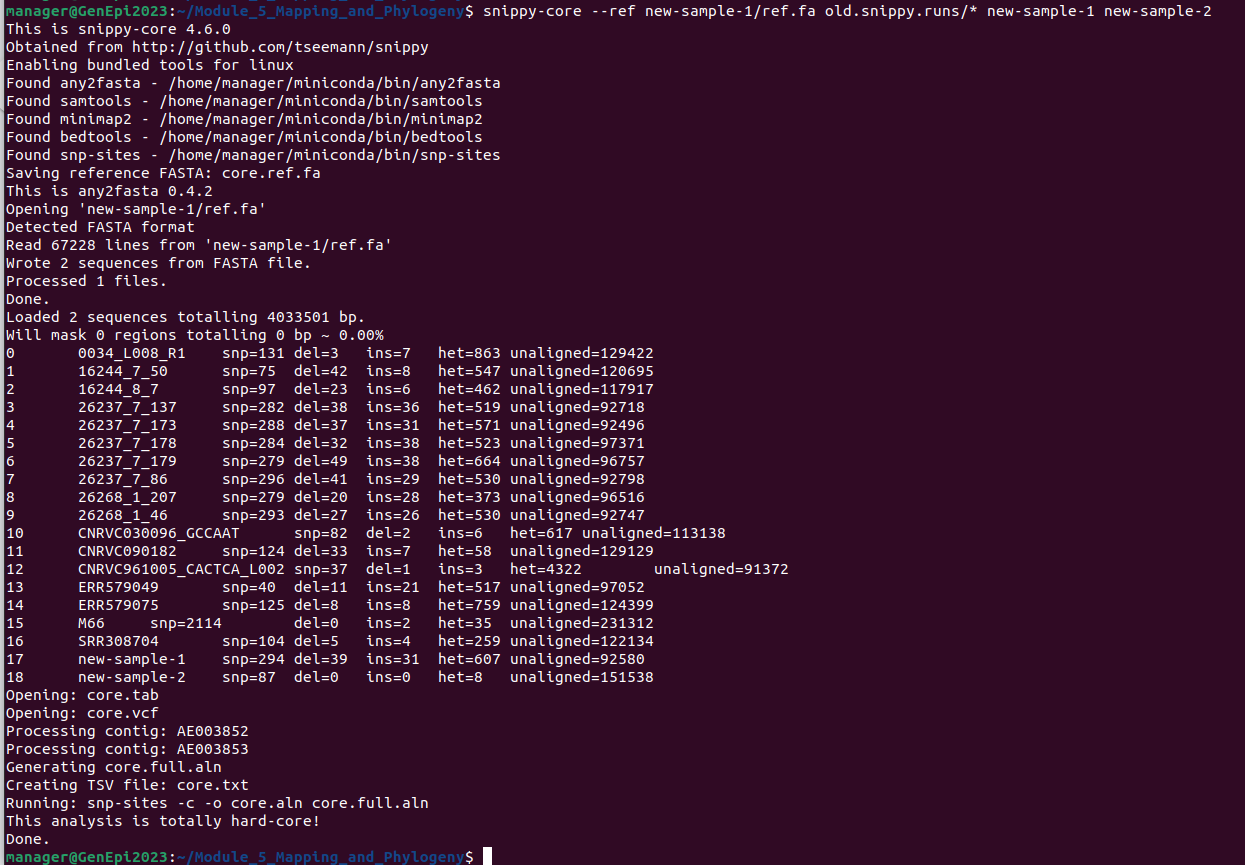 manager@GenEpi2023:~/Module_5_Mapping_and_Phylogeny$ snippy-core --ref new-sample-1/ref.fa old.snippy.runs/* new-sample-1 new-sample-2
This is snippy-core 4.6.0
Obtained from http://github.com/tseemann/snippy
Enabling bundled tools for linux
Found any2fasta - /home/manager/miniconda/bin/any2fasta
Found samtools - /home/manager/miniconda/bin/samtools
Found minimap2 - /home/manager/miniconda/bin/minimap2
Found bedtools - /home/manager/miniconda/bin/bedtools
Found snp-sites - /home/manager/miniconda/bin/snp-sites
Saving reference FASTA: core.ref.fa
This is any2fasta 0.4.2
Opening 'new-sample-1/ref.fa'
Detected FASTA format
Read 67228 lines from 'new-sample-1/ref.fa'
Wrote 2 sequences from FASTA file.
Processed 1 files.
Done.
Loaded 2 sequences totalling 4033501 bp.
Will mask 0 regions totalling 0 bp ~ 0.00%
0 0034_L008_R1 snp=131 del=3 ins=7 het=863 unaligned=129422
1 16244_7_50 snp=75 del=42 ins=8 het=547 unaligned=120695
2 16244_8_7 snp=97 del=23 ins=6 het=462 unaligned=117917
3 26237_7_137 snp=282 del=38 ins=36 het=519 unaligned=92718
4 26237_7_173 snp=288 del=37 ins=31 het=571 unaligned=92496
5 26237_7_178 snp=284 del=32 ins=38 het=523 unaligned=97371
6 26237_7_179 snp=279 del=49 ins=38 het=664 unaligned=96757
7 26237_7_86 snp=296 del=41 ins=29 het=530 unaligned=92798
8 26268_1_207 snp=279 del=20 ins=28 het=373 unaligned=96516
9 26268_1_46 snp=293 del=27 ins=26 het=530 unaligned=92747
10 CNRVC030096_GCCAAT snp=82 del=2 ins=6 het=617 unaligned=113138
11 CNRVC090182 snp=124 del=33 ins=7 het=58 unaligned=129129
12 CNRVC961005_CACTCA_L002 snp=37 del=1 ins=3 het=4322 unaligned=91372
13 ERR579049 snp=40 del=11 ins=21 het=517 unaligned=97052
14 ERR579075 snp=125 del=8 ins=8 het=759 unaligned=124399
15 M66 snp=2114 del=0 ins=2 het=35 unaligned=231312
16 SRR308704 snp=104 del=5 ins=4 het=259 unaligned=122134
17 new-sample-1 snp=294 del=39 ins=31 het=607 unaligned=92580
18 new-sample-2 snp=87 del=0 ins=0 het=8 unaligned=151538
Opening: core.tab
Opening: core.vcf
Processing contig: AE003852
Processing contig: AE003853
Generating core.full.aln
Creating TSV file: core.txt
Running: snp-sites -c -o core.aln core.full.aln
This analysis is totally hard-core!
Done.
manager@GenEpi2023:~/Module_5_Mapping_and_Phylogeny$